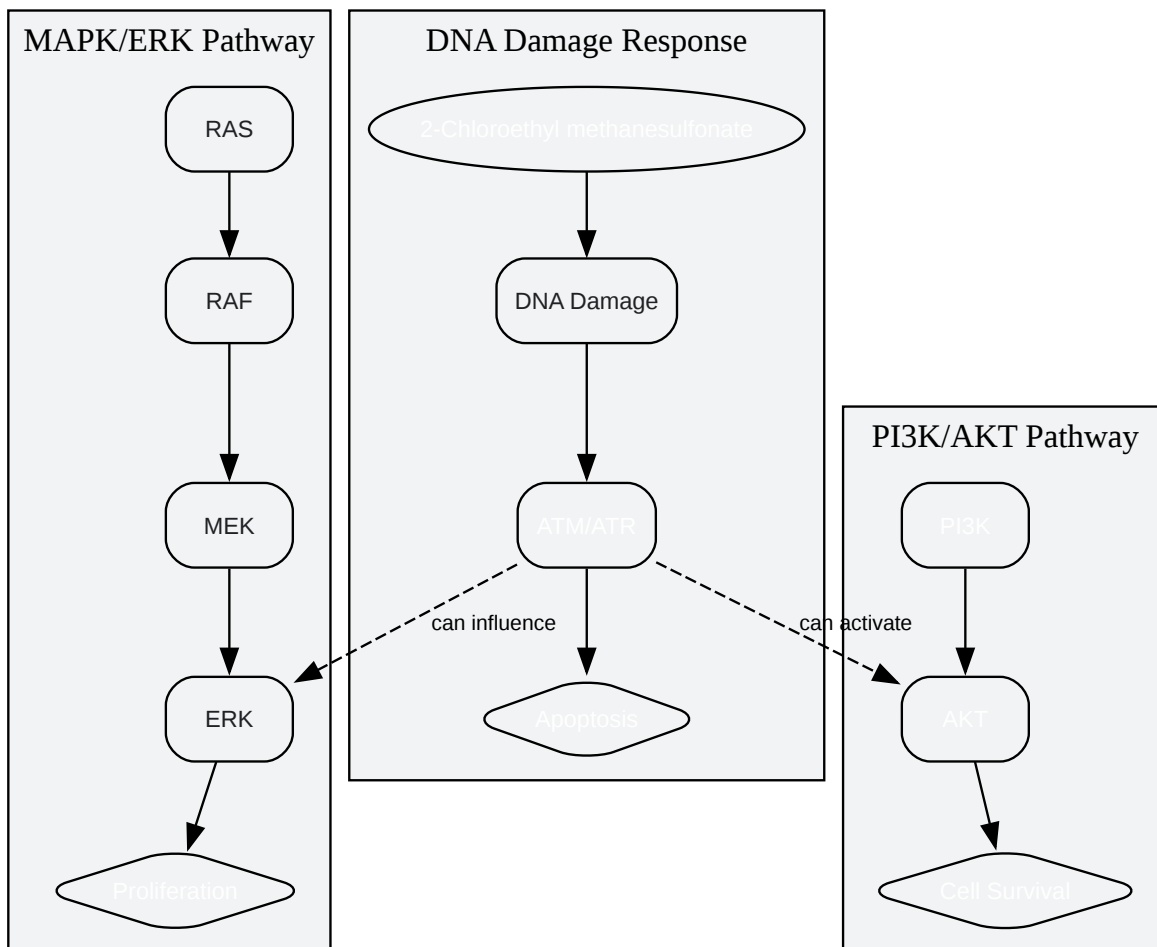 MAPK/ERK Pathway
RAS
RAF
MEK
ERK
Proliferation
DNA Damage Response
2-Chloroethyl methanesulfonate
DNA Damage
ATM/ATR
can influence
can activate
Apoptosis
PI3K/AKT Pathway
PI3K
AKT
Cell Survival